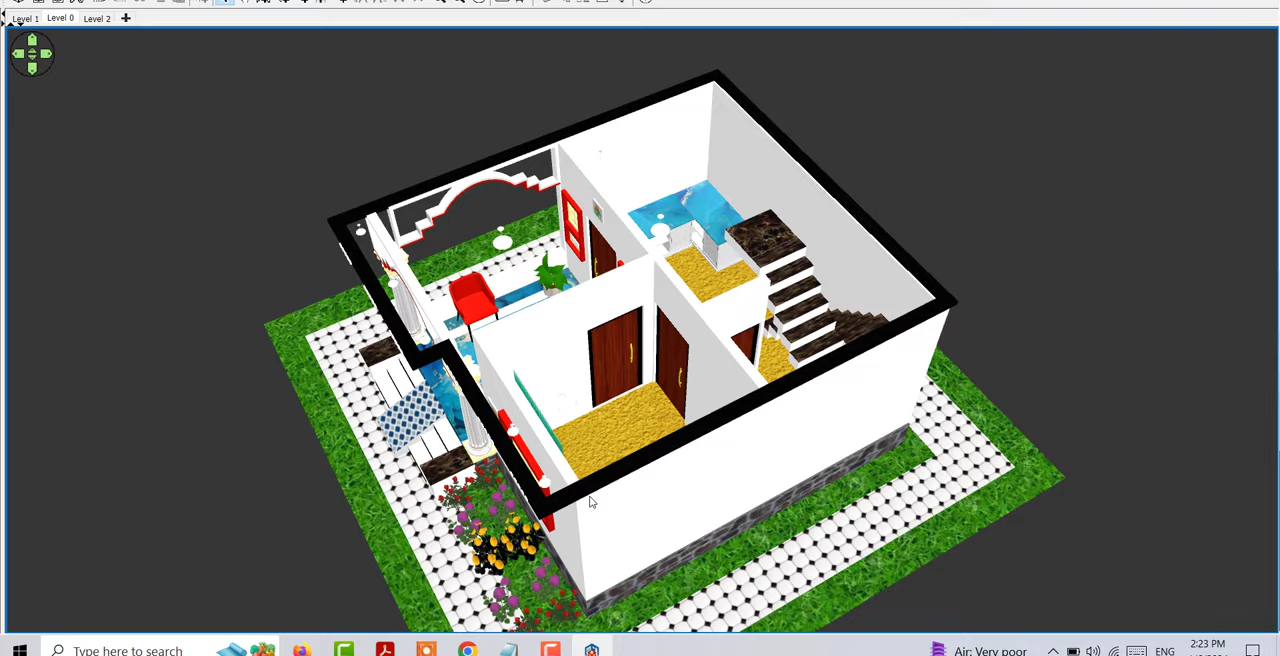 Level 1 Level 0 Level 2
Type here to search
Air: Very poor
ENG
2:23 PM